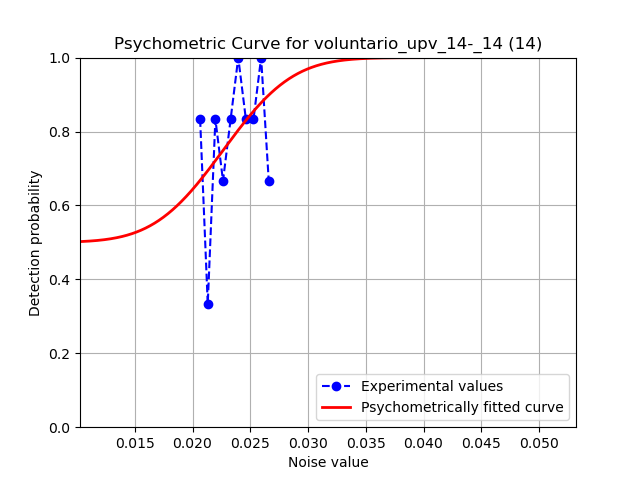 Psychometric Curve for voluntario_upv_14-_14 (14)
1.0
0.8
0.6
0.4
0.2
0.0
Detection probability
0.015 0.020 0.025 0.030 0.035 0.040 0.045 0.050
Noise value
Experimental values
Psychometrically fitted curve